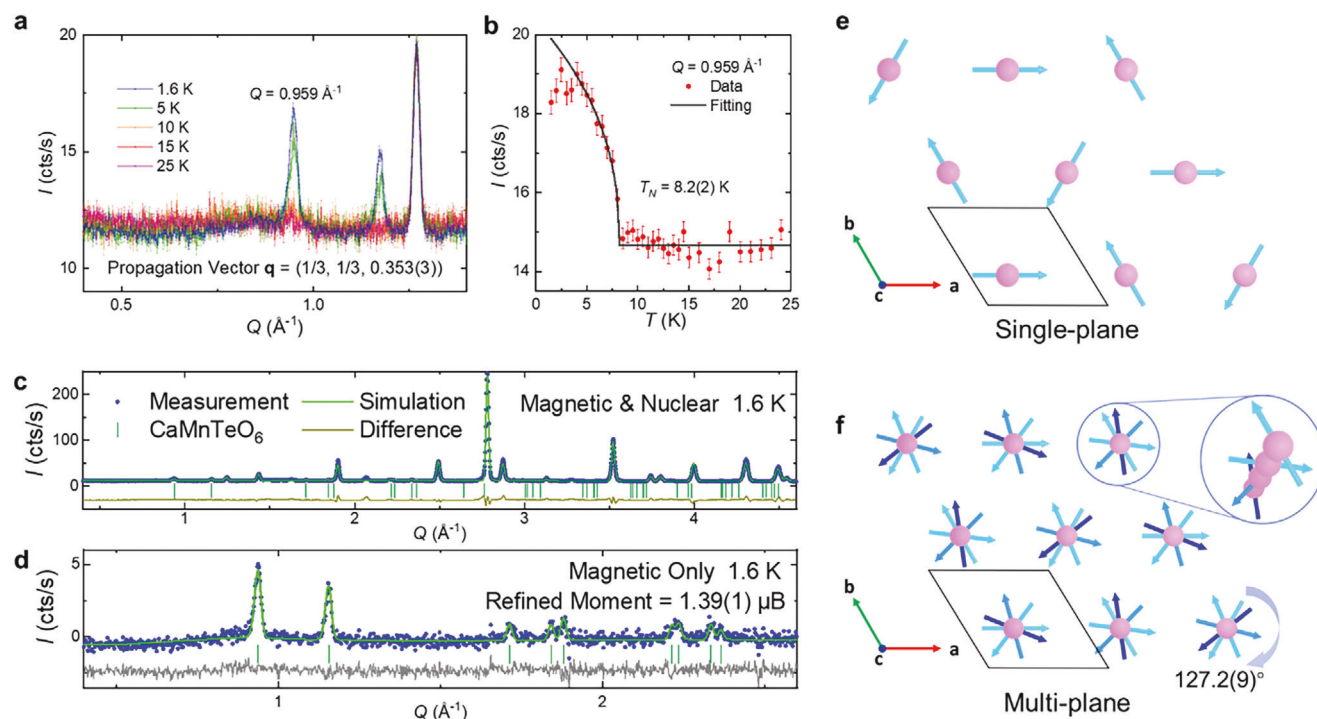 a
20
15
10
I (cts/s)
1.6 K
5 K
10 K
15 K
25 K
Q = 0.959 Å⁻¹
Propagation Vector q = (1/3, 1/3, 0.353(3))
0.5
1.0
Q (Å⁻¹)
b
20
18
16
14
I (cts/s)
Q = 0.959 Å⁻¹
Data
Fitting
T_N = 8.2(2) K
0
5
10
15
20
25
T (K)
c
200
100
0
I (cts/s)
Measurement
Simulation
Magnetic & Nuclear 1.6 K
CaMnTeO₆
Difference
1
2
3
4
Q (Å⁻¹)
d
5
0
I (cts/s)
Magnetic Only 1.6 K
Refined Moment = 1.39(1) μB
1
2
Q (Å⁻¹)
e
b
c
a
Single-plane
f
b
c
a
127.2(9)°
Multi-plane